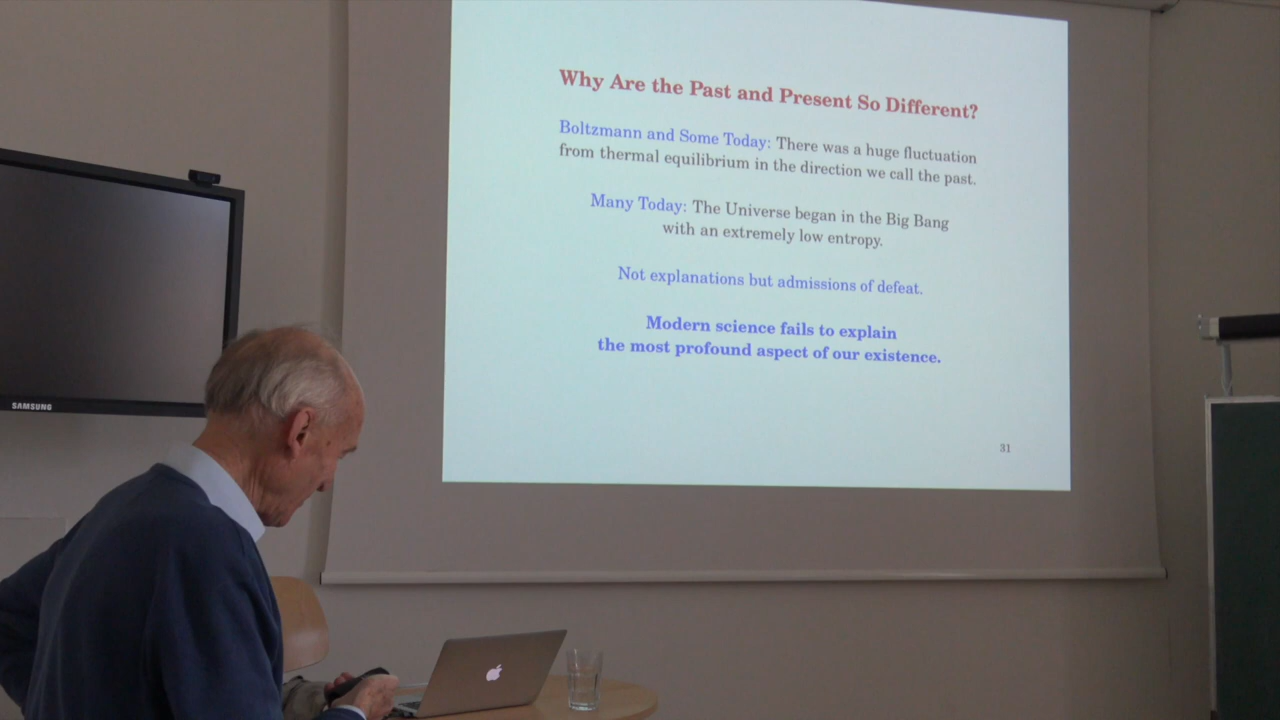 Why Are the Past and Present So Different?
Boltzmann and Some Today: There was a huge fluctuation
from thermal equilibrium in the direction we call the past.
Many Today: The Universe began in the Big Bang
with an extremely low entropy.
Not explanations but admissions of defeat.
Modern science fails to explain
the most profound aspect of our existence.
31
SAMSUNG